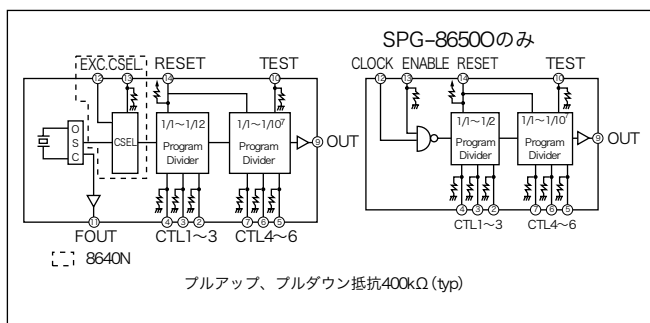 SPG-8650Oのみ
EXC.CSEL. RESET TEST
12 13 14 10
CLOCK ENABLE RESET TEST
12 13 14 10
OSC
CSEL
1/1～1/12
Program
Divider
1/1～1/10⁷
Program
Divider
9 OUT
1/1～1/2
Program
Divider
1/1～1/10⁷
Program
Divider
9 OUT
11 4 3 2 7 6 5
FOUT CTL1～3 CTL4～6
4 3 2 7 6 5
CTL1～3 CTL4～6
8640N
プルアップ、プルダウン抵抗400kΩ(typ)